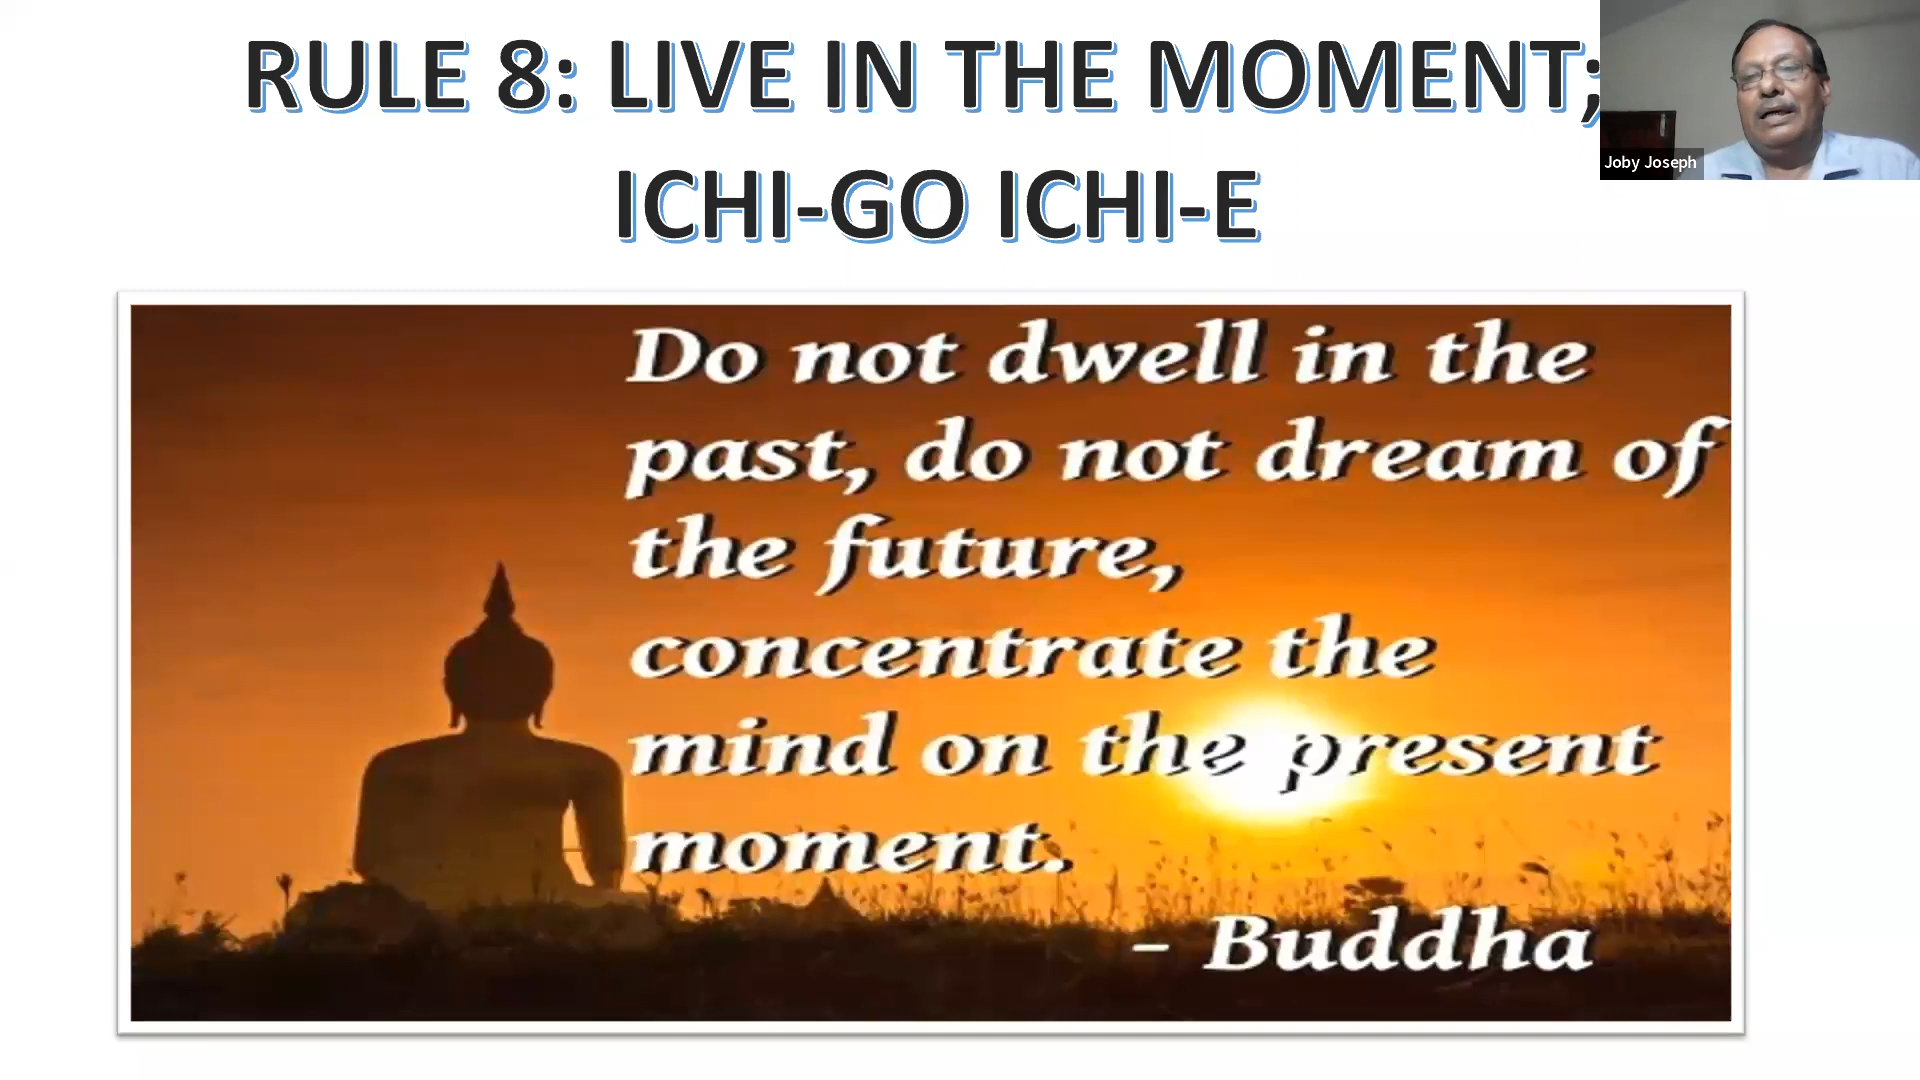 RULE 8: LIVE IN THE MOMENT;
ICHI-GO ICHI-E
Joby Joseph
Do not dwell in the
past, do not dream of
the future,
concentrate the
mind on the present
moment.
- Buddha